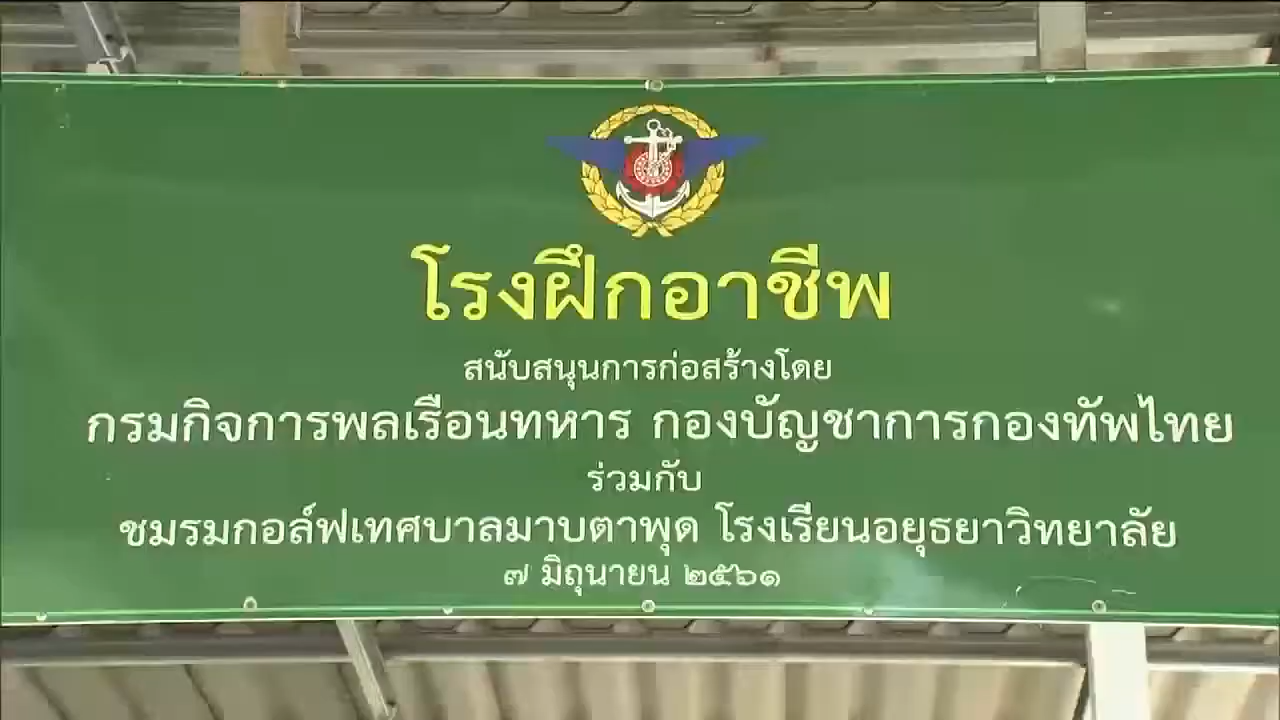 โรงฝึกอาชีพ
สนับสนุนการก่อสร้างโดย
กรมกิจการพลเรือนทหาร กองบัญชาการกองทัพไทย
ร่วมกับ
ชมรมกอล์ฟเทศบาลมาบตาพุด โรงเรียนอยุธยาวิทยาลัย
๗ มิถุนายน ๒๕๖๑